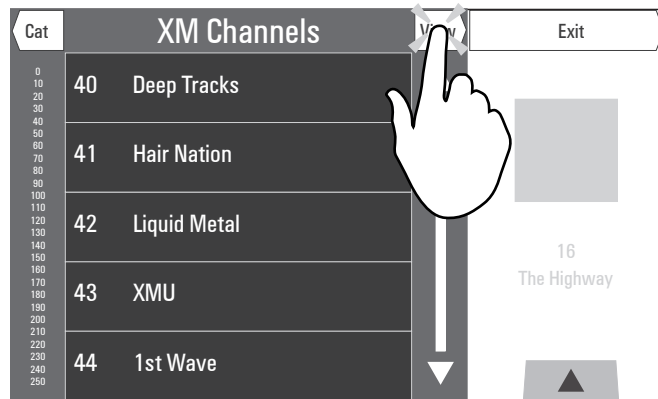 Cat
XM Channels
View
Exit
0
10
20
30
40
50
60
70
80
90
100
110
120
130
140
150
160
170
180
190
200
210
220
230
240
250
40 Deep Tracks
41 Hair Nation
42 Liquid Metal
43 XMU
44 1st Wave
16
The Highway